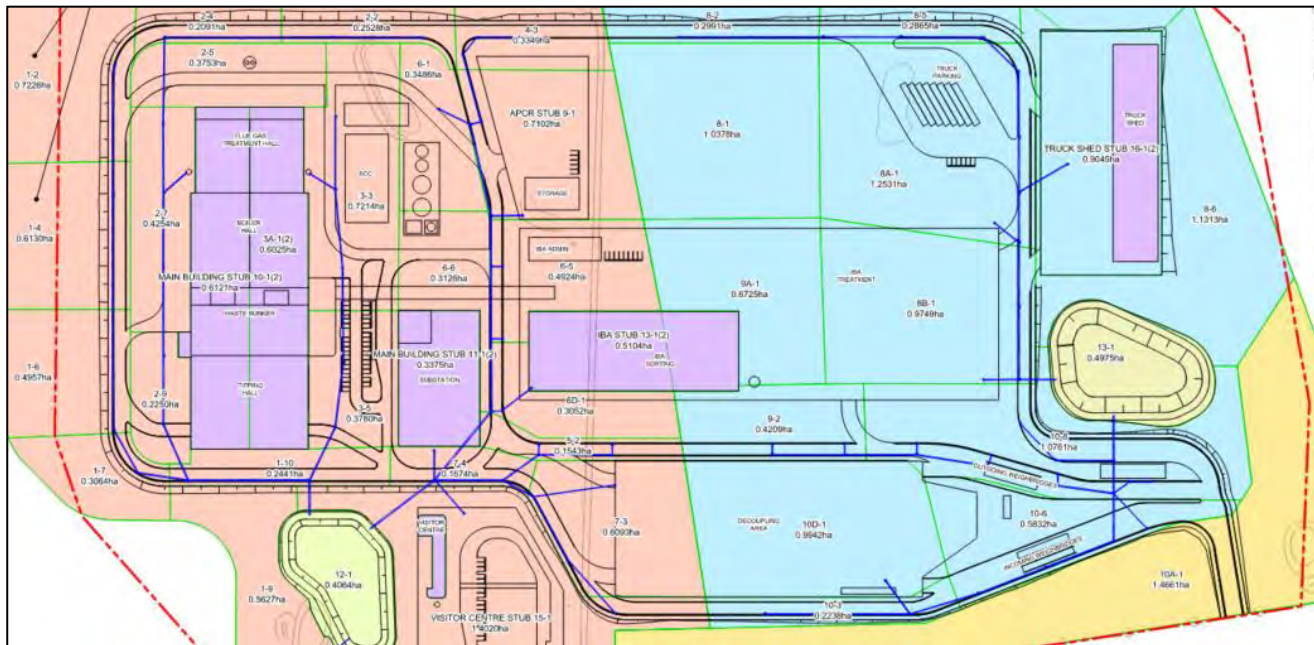 2-4
0.2091ha
2-2
0.2528ha
4-3
0.3349ha
8-2
0.2991ha
8-5
0.2865ha
1-2
0.7226ha
2-5
0.3753ha
6-1
0.3486ha
TRUCK
PARKING
APCR STUB 9-1
0.7102ha
8-1
1.0378ha
TRUCK
SHED
FLUE GAS
TREATMENT HALL
TRUCK SHED STUB 16-1(2)
0.9045ha
ACC
3-3
0.7214ha
STORAGE
8A-1
1.2531ha
8-6
1.1313ha
2-7
0.4254ha
1-4
0.6130ha
BOILER
HALL
3A-1(2)
0.6025ha
IBA ADMIN
6-6
0.3126ha
6-5
0.4924ha
MAIN BUILDING STUB 10-1(2)
0.6121ha
IBA
TREATMENT
9A-1
0.6725ha
8B-1
0.9749ha
WASTE BUNKER
IBA STUB 13-1(2)
0.5104ha
IBA
SORTING
13-1
0.4975ha
MAIN BUILDING STUB 11-1(2)
0.3375ha
SUBSTATION
1-6
0.4957ha
TIPPING
HALL
2-9
0.2250ha
3-5
0.3780ha
6D-1
0.3052ha
9-2
0.4209ha
5-2
0.1543ha
10-8
1.0761ha
1-7
0.3064ha
1-10
0.2441ha
7-4
0.1674ha
OUTGOING WEIGHBRIDGES
10-6
0.5832ha
VISITOR
CENTRE
7-3
0.6093ha
DECOUPLING
AREA
10D-1
0.9942ha
INCOMING WEIGHBRIDGES
12-1
0.4064ha
10A-1
1.4661ha
1-9
0.5627ha
10-3
0.2238ha
VISITOR CENTRE STUB 15-1
1.4020ha